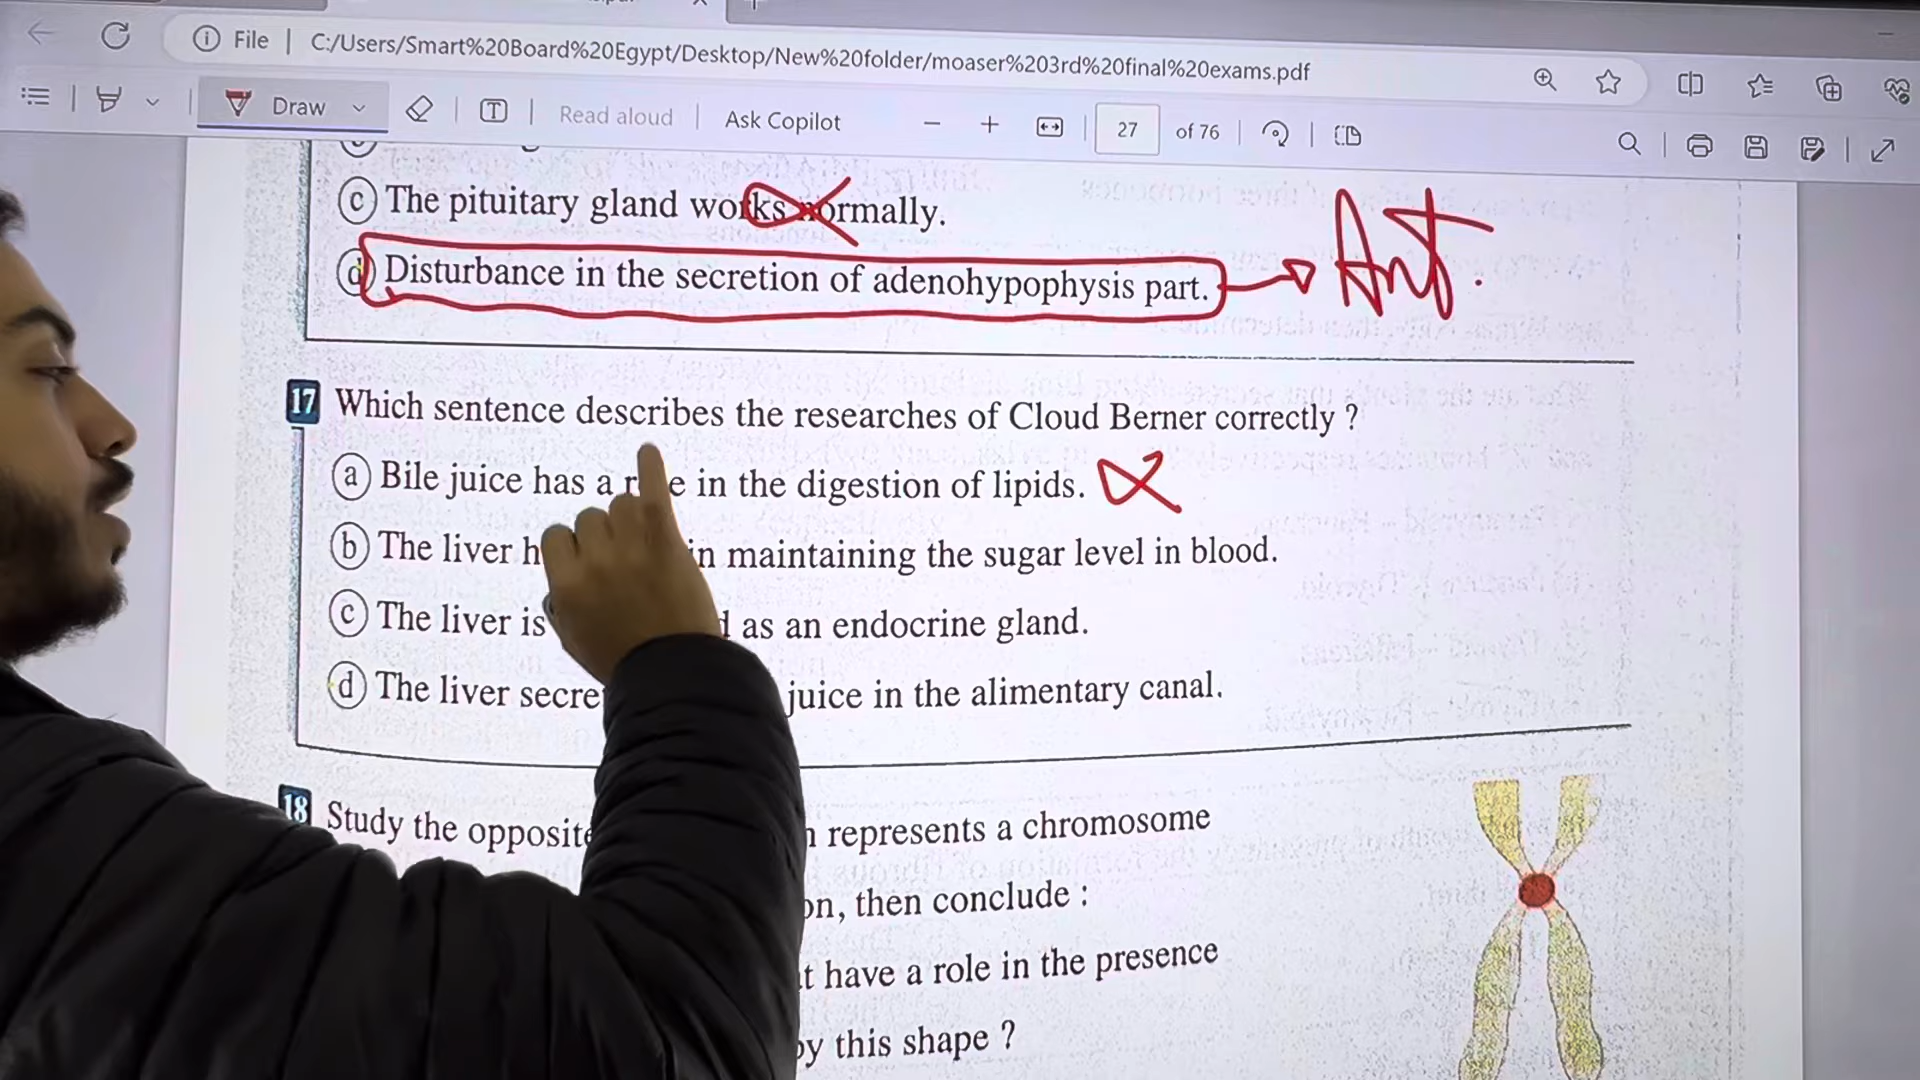 File | C:/Users/Smart%20Board%20Egypt/Desktop/New%20folder/moaser%203rd%20final%20exams.pdf
Draw T Read aloud Ask Copilot − + 27 of 76
c The pituitary gland works normally.
d Disturbance in the secretion of adenohypophysis part. Ant.
17 Which sentence describes the researches of Cloud Berner correctly ?
a Bile juice has a in the digestion of lipids.
b The liver in maintaining the sugar level in blood.
c The liver is as an endocrine gland.
d The liver juice in the alimentary canal.
18 Study the opposite represents a chromosome
then conclude :
have a role in the presence
this shape ?